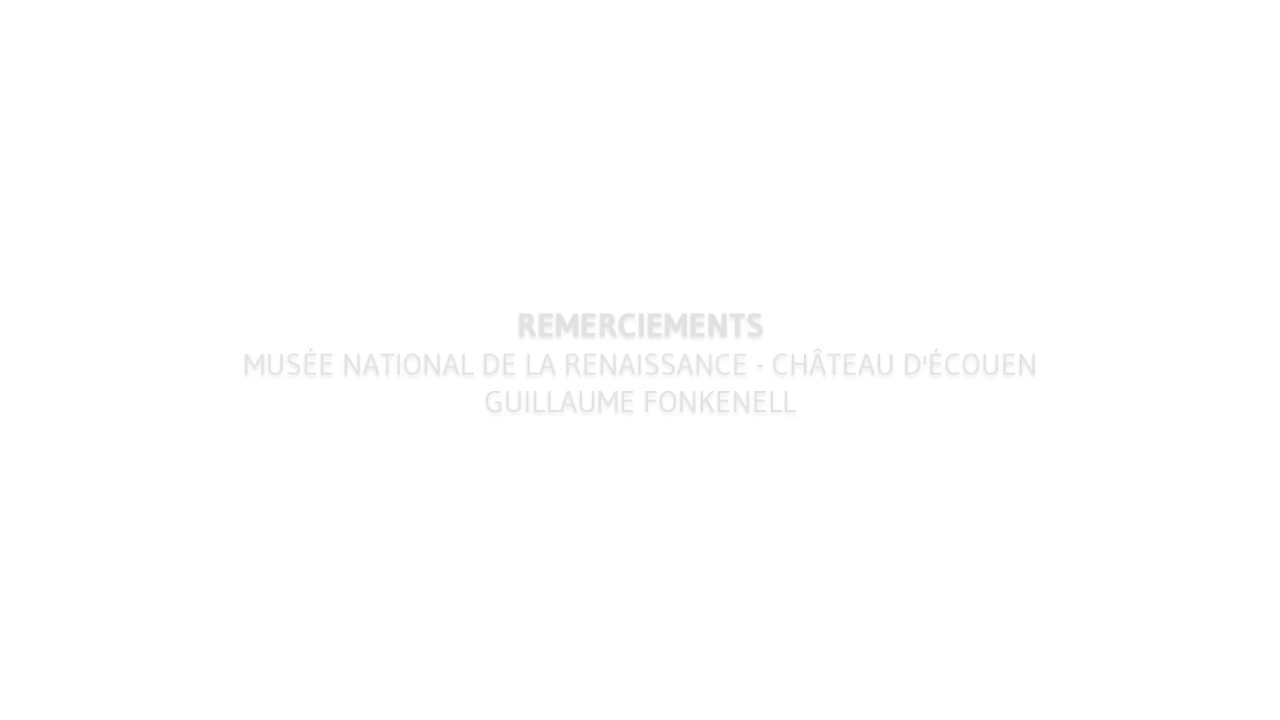 REMERCIEMENTS
MUSÉE NATIONAL DE LA RENAISSANCE - CHÂTEAU D'ÉCOUEN
GUILLAUME FONKENELL